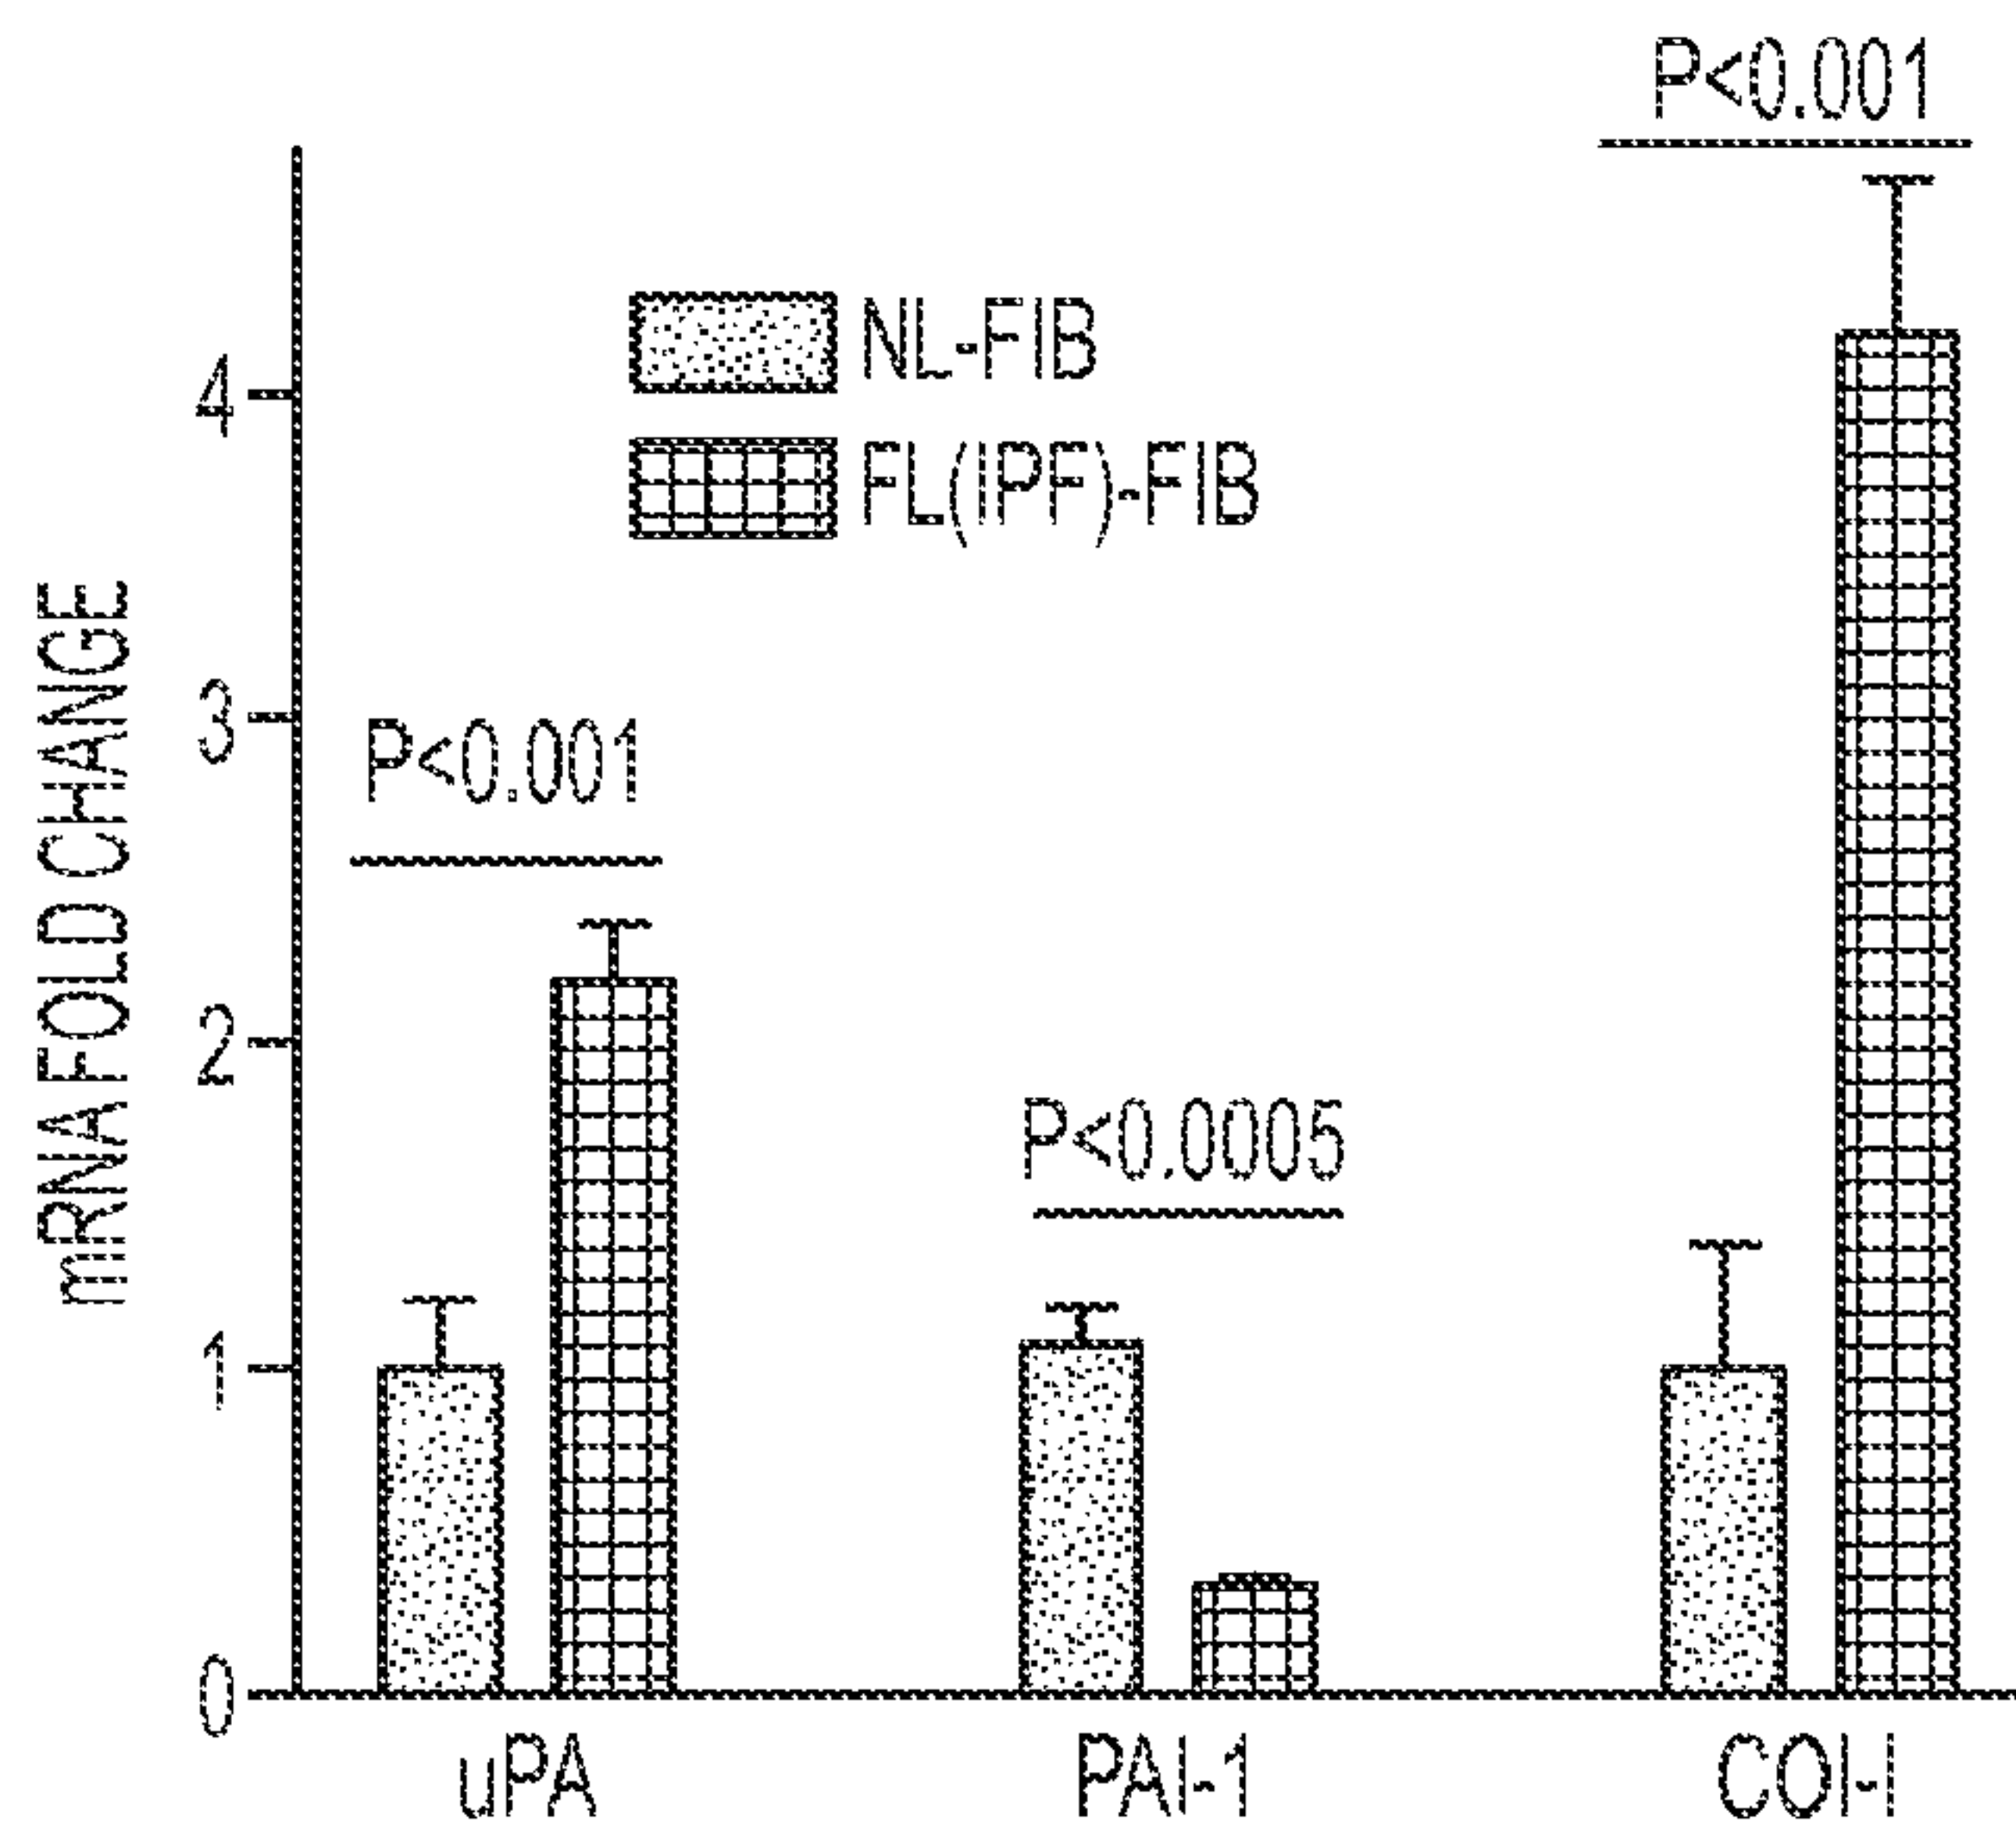 P<0.001
NL-FIB
FL(IPF)-FIB
mRNA FOLD CHANGE
4
3
2
1
0
P<0.001
P<0.0005
uPA
PAI-1
COI-I